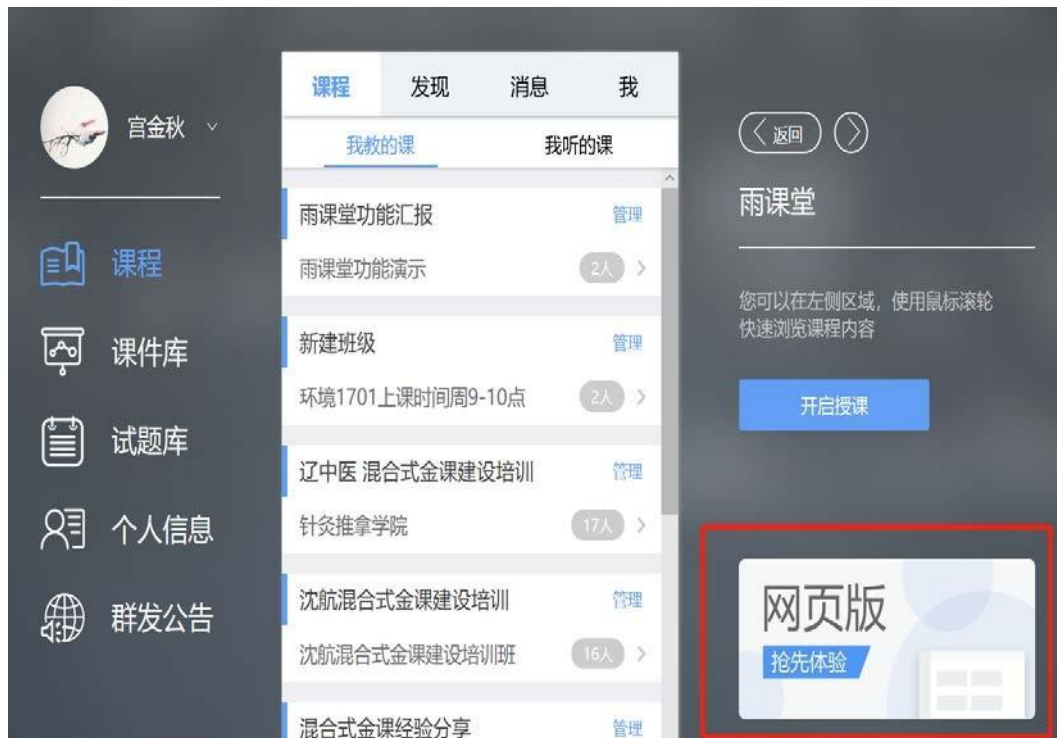 宫金秋
课程
课件库
试题库
个人信息
群发公告
课程 发现 消息 我
我教的课 我听的课
雨课堂功能汇报 管理
雨课堂功能演示 2人
新建班级 管理
环境1701上课时间周9-10点 2人
辽中医 混合式金课建设培训 管理
针灸推拿学院 17人
沈航混合式金课建设培训 管理
沈航混合式金课建设培训班 16人
混合式金课经验分享 管理
返回
雨课堂
您可以在左侧区域，使用鼠标滚轮
快速浏览课程内容
开启授课
网页版
抢先体验